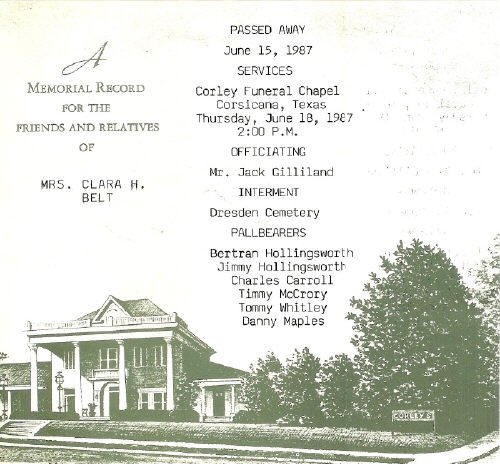 A
MEMORIAL RECORD
FOR THE
FRIENDS AND RELATIVES
OF
MRS. CLARA H.
BELT
PASSED AWAY
June 15, 1987
SERVICES
Corley Funeral Chapel
Corsicana, Texas
Thursday, June 18, 1987
2:00 P.M.
OFFICIATING
Mr. Jack Gilliland
INTERMENT
Dresden Cemetery
PALLBEARERS
Bertran Hollingsworth
Jimmy Hollingsworth
Charles Carroll
Timmy McCrory
Tommy Whitley
Danny Maples
CORLEY'S